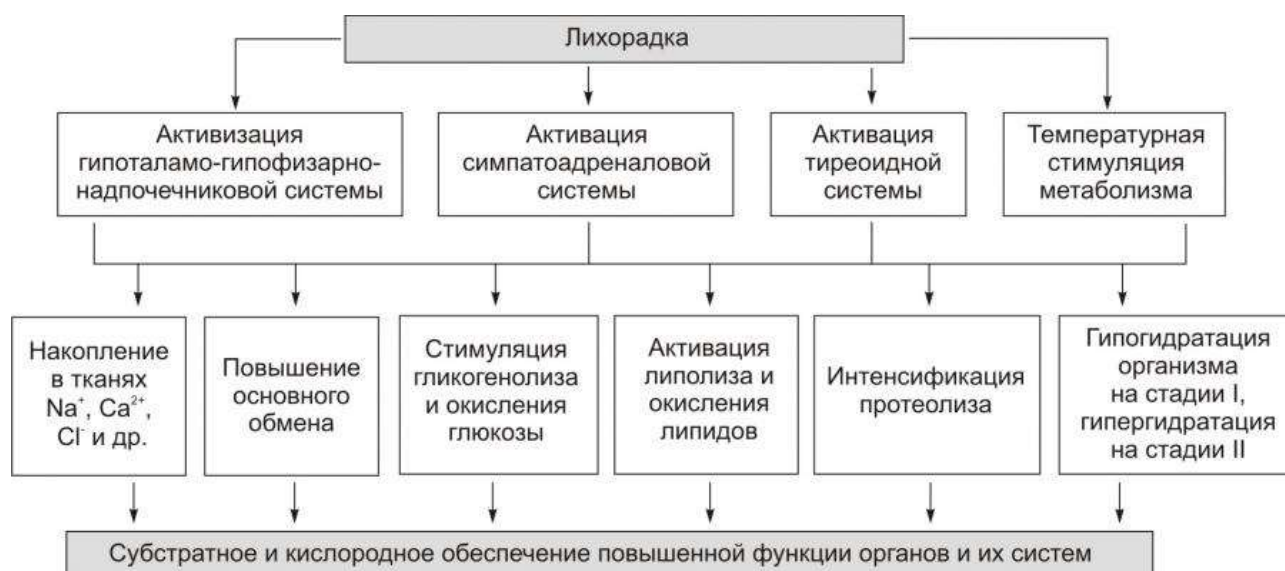 Лихорадка
Активизация
гипоталамо-гипофизарно-
надпочечниковой системы
Активация
симпатоадреналовой
системы
Активация
тиреоидной
системы
Температурная
стимуляция
метаболизма
Накопление
в тканях
Na⁺, Ca²⁺,
Cl⁻ и др.
Повышение
основного
обмена
Стимуляция
гликогенолиза
и окисления
глюкозы
Активация
липолиза и
окисления
липидов
Интенсификация
протеолиза
Гипогидратация
организма
на стадии I,
гипергидратация
на стадии II
Субстратное и кислородное обеспечение повышенной функции органов и их систем